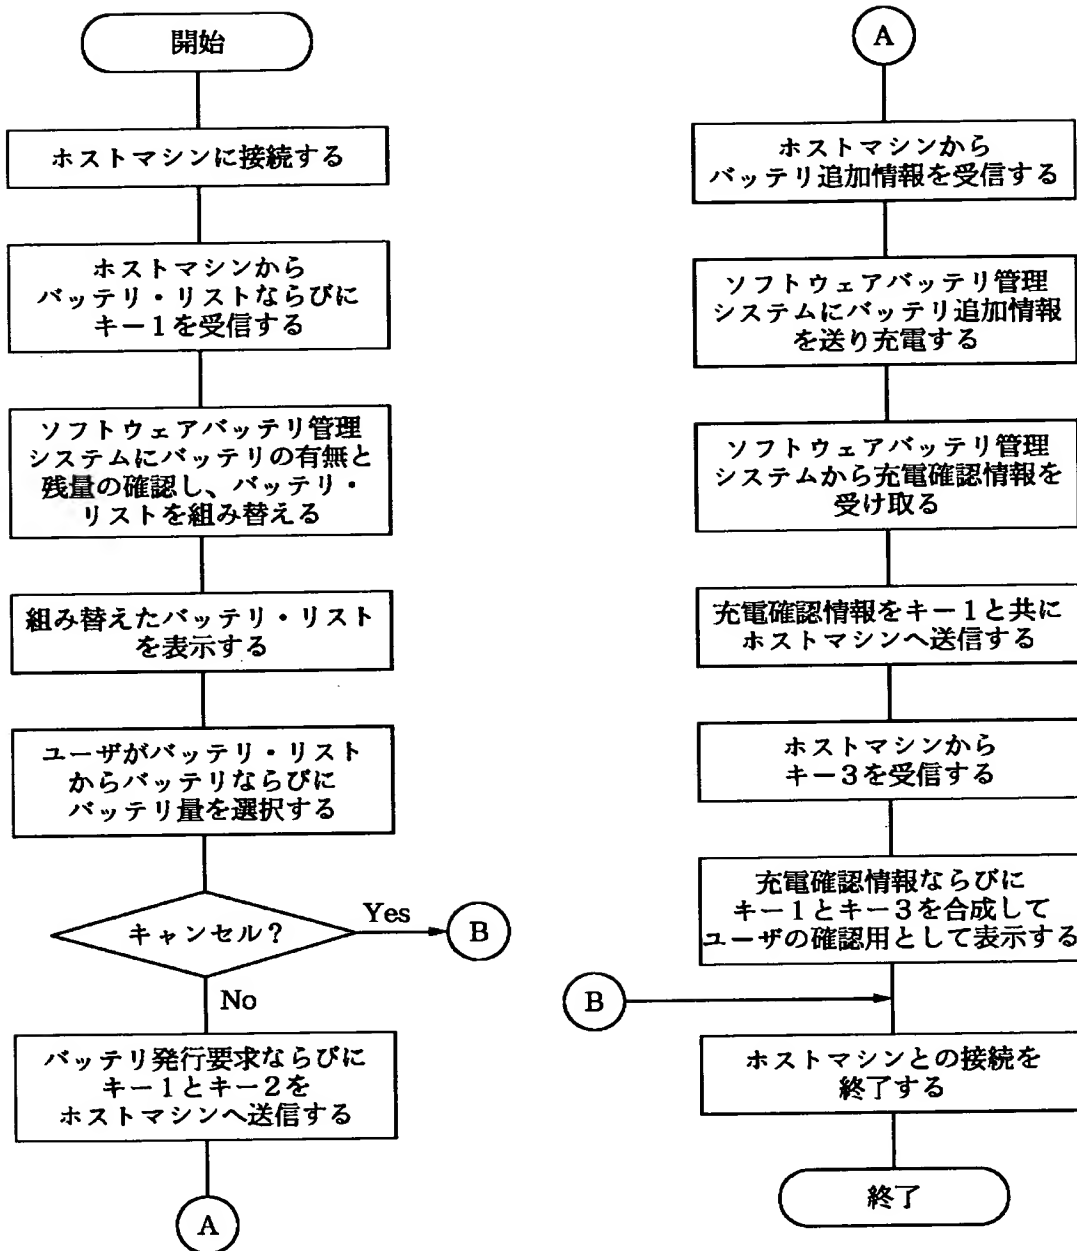 開始
ホストマシンに接続する
ホストマシンから
バッテリ・リストならびに
キー1を受信する
ソフトウェアバッテリ管理
システムにバッテリの有無と
残量の確認し、バッテリ・
リストを組み替える
組み替えたバッテリ・リスト
を表示する
ユーザがバッテリ・リスト
からバッテリならびに
バッテリ量を選択する
キャンセル?
Yes
B
No
バッテリ発行要求ならびに
キー1とキー2を
ホストマシンへ送信する
A
A
ホストマシンから
バッテリ追加情報を受信する
ソフトウェアバッテリ管理
システムにバッテリ追加情報
を送り充電する
ソフトウェアバッテリ管理
システムから充電確認情報を
受け取る
充電確認情報をキー1と共に
ホストマシンへ送信する
ホストマシンから
キー3を受信する
充電確認情報ならびに
キー1とキー3を合成して
ユーザの確認用として表示する
B
ホストマシンとの接続を
終了する
終了